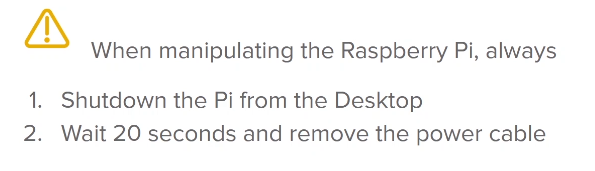 When manipulating the Raspberry Pi, always
1. Shutdown the Pi from the Desktop
2. Wait 20 seconds and remove the power cable